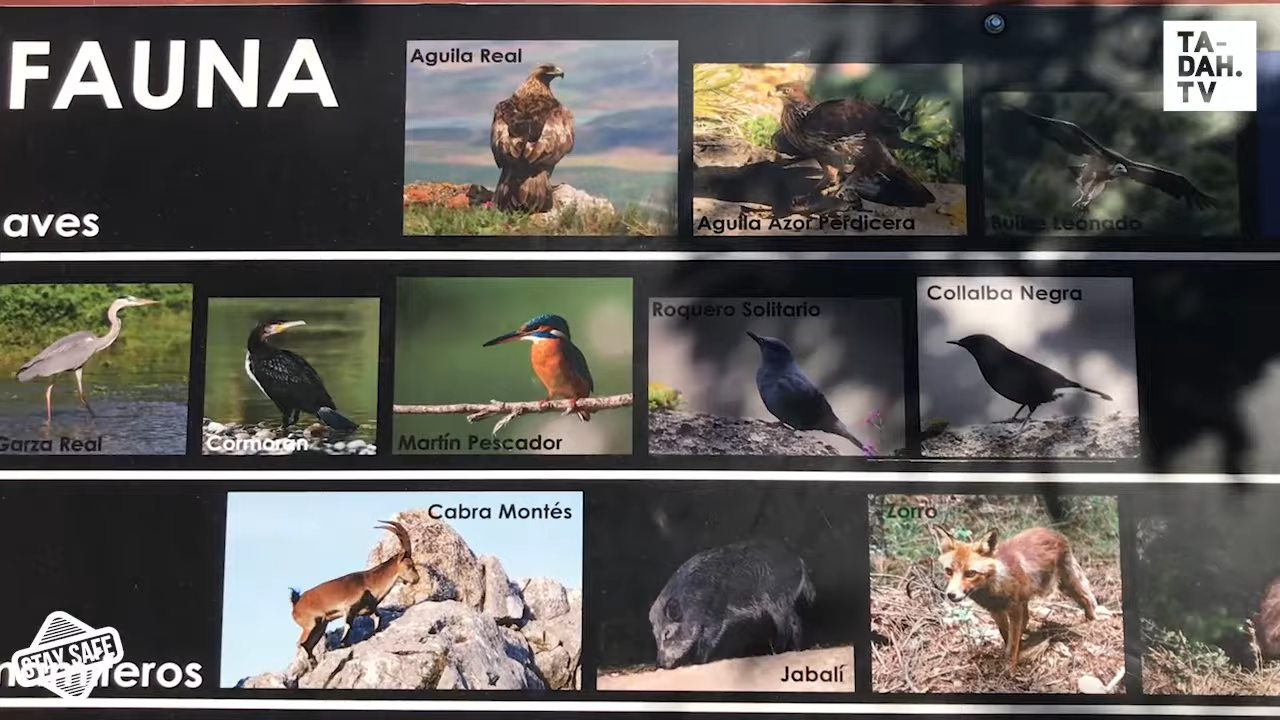 FAUNA
Aguila Real
TA-
DAH.
TV
Aguila Azor Perdicera
Buitre Leonado
aves
Garza Real
Cormorán
Martín Pescador
Roquero Solitario
Collalba Negra
Cabra Montés
Jabalí
Zorro
STAY SAFE